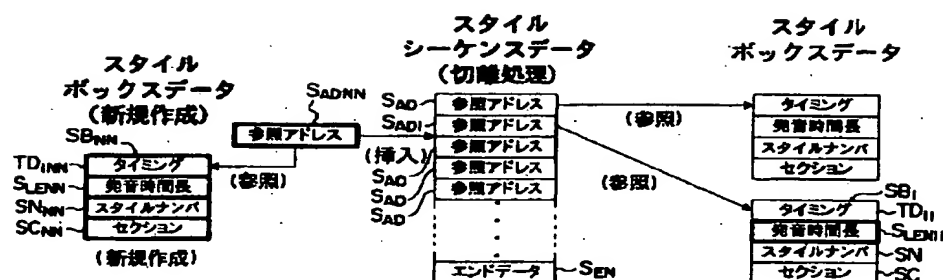 スタイル
ボックスデータ
(新規作成)
SBNN
TDINN
SLENN
SNNN
SCNN
タイミング
発音時間長
スタイルナンバ
セクション
(新規作成)
SADNN
参照アドレス
(参照)
(挿入)
スタイル
シーケンスデータ
(切離処理)
SAD 参照アドレス
SADI 参照アドレス
SAD 参照アドレス
SAD 参照アドレス
SAD 参照アドレス
エンドデータ SEN
(参照)
(参照)
スタイル
ボックスデータ
タイミング
発音時間長
スタイルナンバ
セクション
SBI
タイミング TDII
発音時間長 SLENII
スタイルナンバ SN
セクション SC